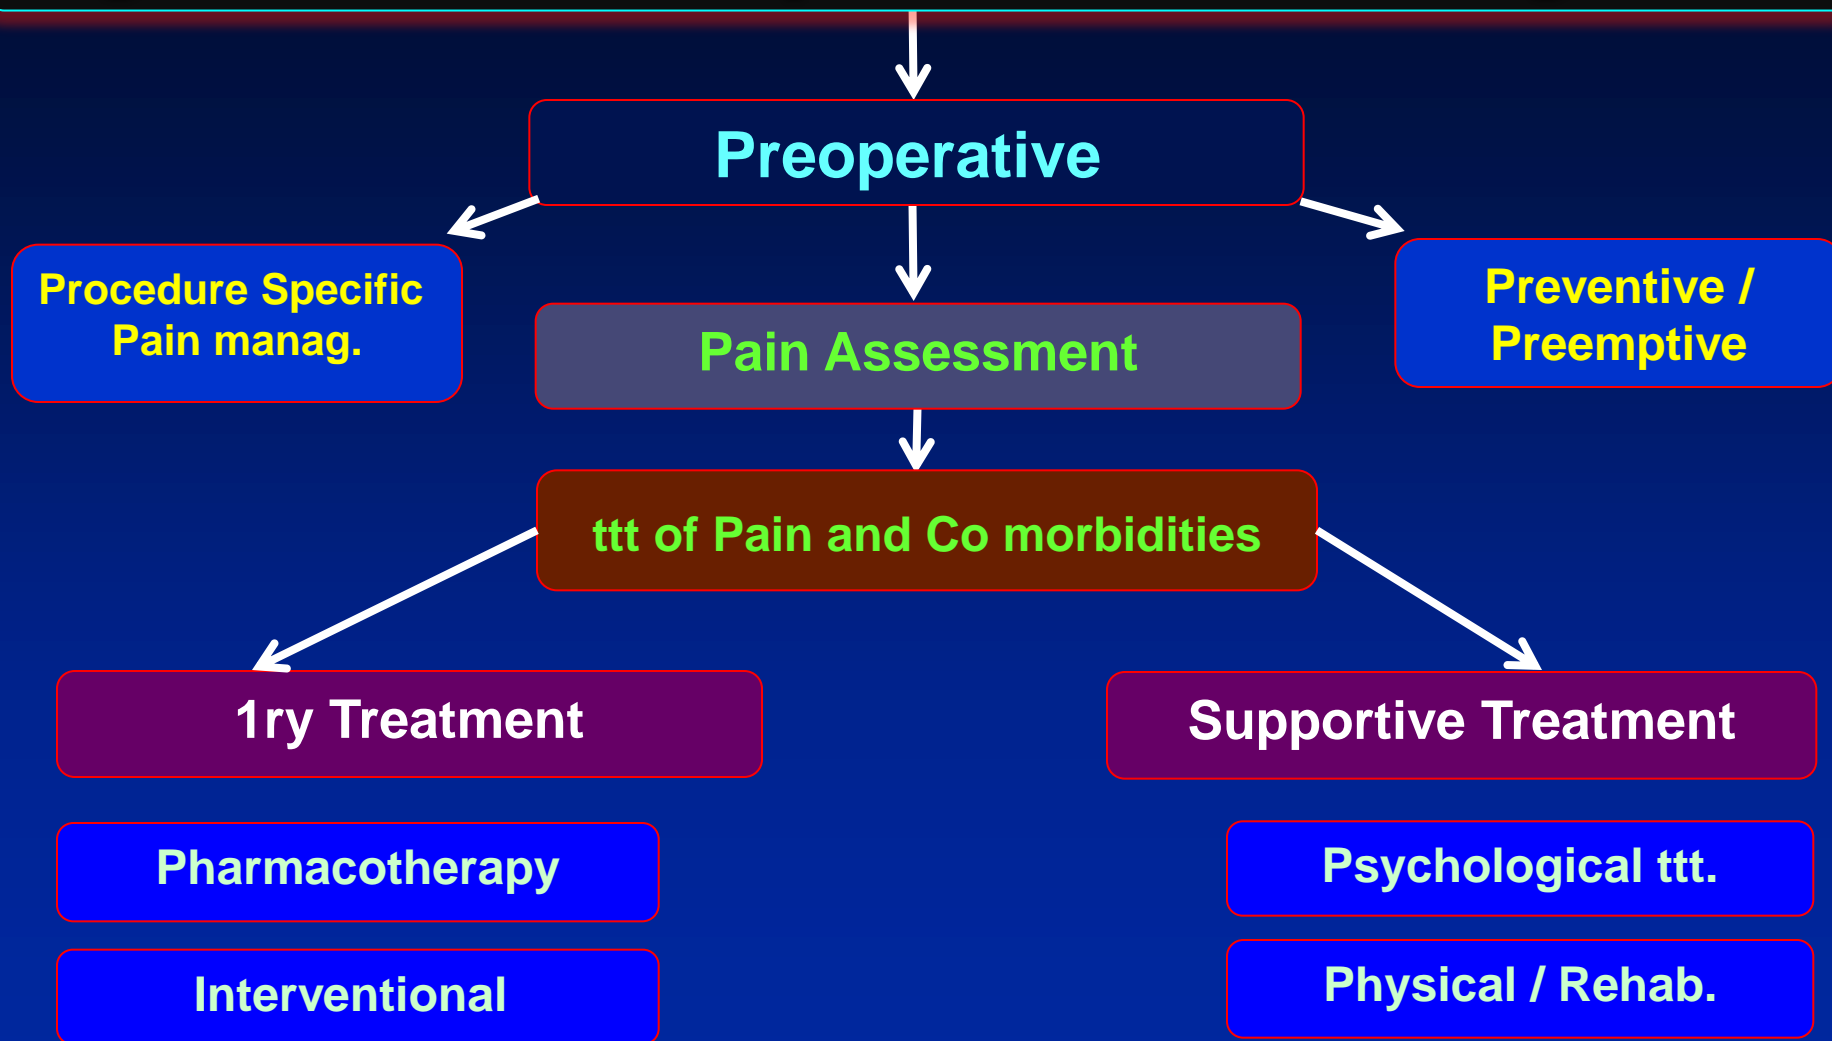 Preoperative
Procedure Specific
Pain manag.
Pain Assessment
Preventive /
Preemptive
ttt of Pain and Co morbidities
1ry Treatment
Supportive Treatment
Pharmacotherapy
Psychological ttt.
Interventional
Physical / Rehab.